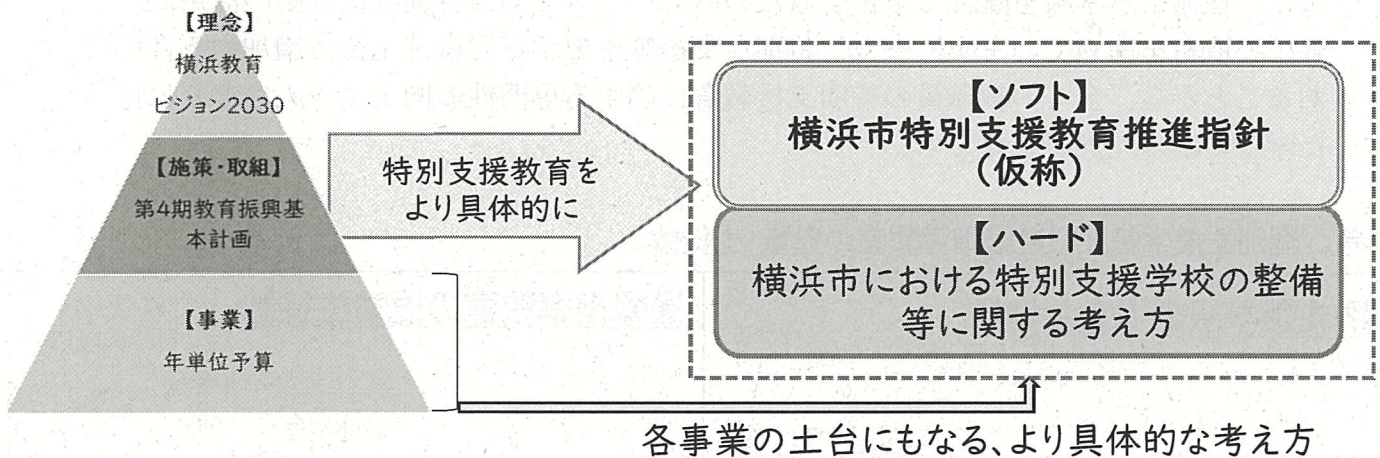 【理念】
横浜教育
ビジョン2030
【施策・取組】
第4期教育振興基
本計画
【事業】
年単位予算
特別支援教育を
より具体的に
【ソフト】
横浜市特別支援教育推進指針
（仮称）
【ハード】
横浜市における特別支援学校の整備
等に関する考え方
各事業の土台にもなる、より具体的な考え方